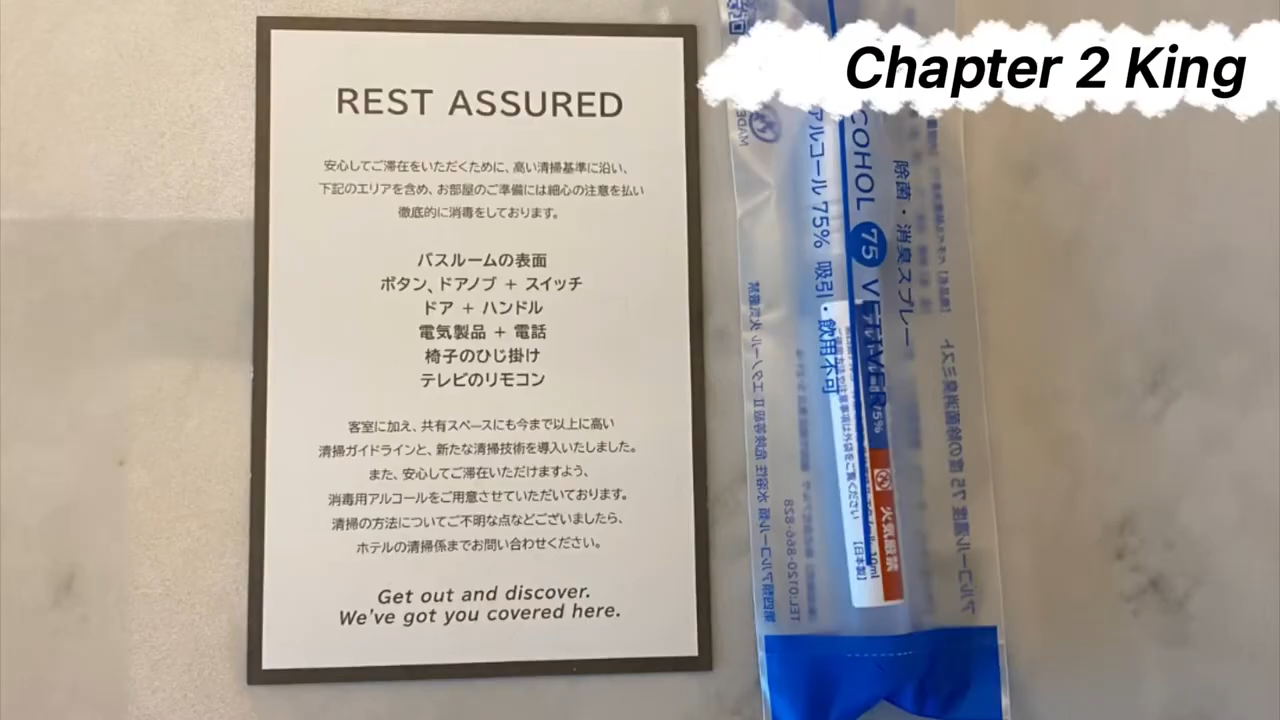 Chapter 2 King
REST ASSURED
安心してご滞在をいただくために、高い清掃基準に沿い、
下記のエリアを含め、お部屋のご準備には細心の注意を払い
徹底的に消毒をしております。
バスルームの表面
ボタン、ドアノブ + スイッチ
ドア + ハンドル
電気製品 + 電話
椅子のひじ掛け
テレビのリモコン
客室に加え、共有スペースにも今まで以上に高い
清掃ガイドラインと、新たな清掃技術を導入いたしました。
また、安心してご滞在いただけますよう、
消毒用アルコールをご用意させていただいております。
清掃の方法についてご不明な点などございましたら、
ホテルの清掃係までお問い合わせください。
Get out and discover.
We've got you covered here.
除菌・消臭スプレー
COHOL 75 VETIVER
アルコール 75% 吸引・飲用不可
75%
火気厳禁
10ml
【日本製】